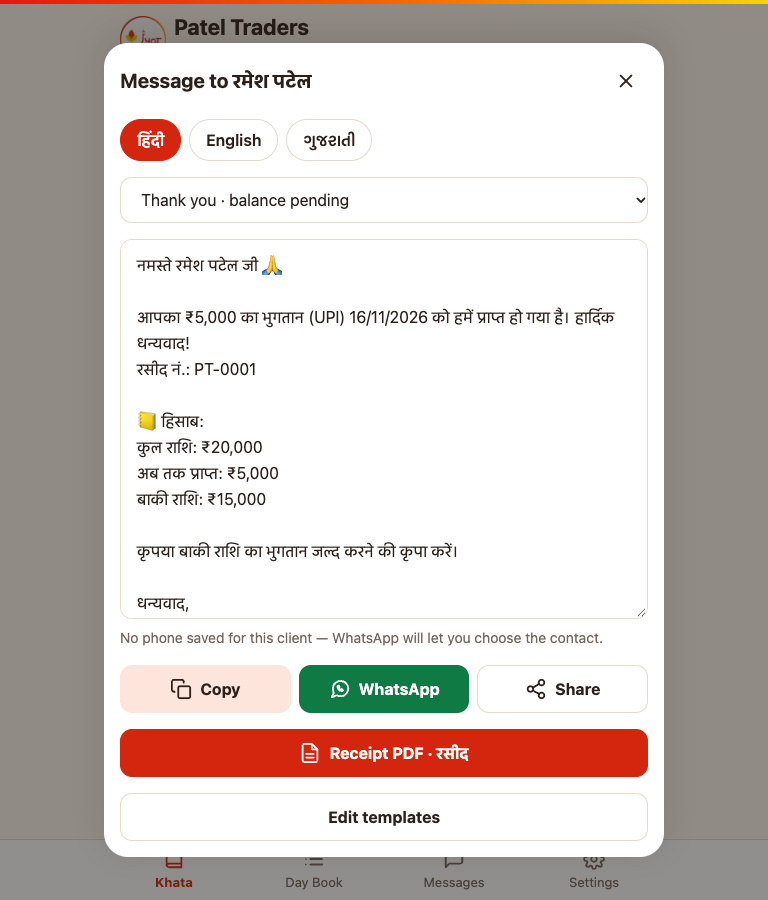 Patel Traders
Message to रमेश पटेल
हिंदी English ગુજરાતી
Thank you · balance pending
नमस्ते रमेश पटेल जी 🙏
आपका ₹5,000 का भुगतान (UPI) 16/11/2026 को हमें प्राप्त हो गया है। हार्दिक
धन्यवाद!
रसीद नं.: PT-0001
📒 हिसाब:
कुल राशि: ₹20,000
अब तक प्राप्त: ₹5,000
बाकी राशि: ₹15,000
कृपया बाकी राशि का भुगतान जल्द करने की कृपा करें।
धन्यवाद,
No phone saved for this client — WhatsApp will let you choose the contact.
Copy WhatsApp Share
Receipt PDF · रसीद
Edit templates
Khata Day Book Messages Settings